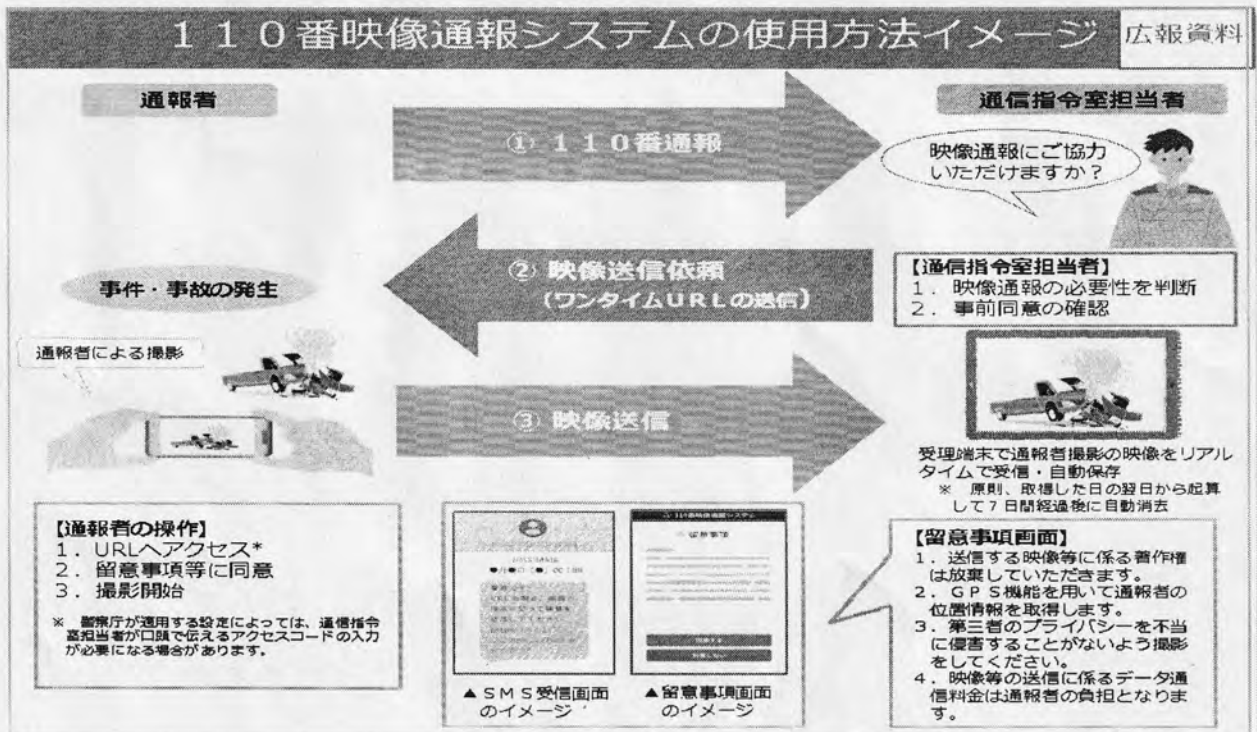 110番映像通報システムの使用方法イメージ
広報資料
通報者
通信指令室担当者
① 110番通報
映像通報にご協力
いただけますか？
② 映像送信依頼
(ワンタイムURLの送信)
【通信指令室担当者】
1．映像通報の必要性を判断
2．事前同意の確認
事件・事故の発生
通報者による撮影
③ 映像送信
受理端末で通報者撮影の映像をリアル
タイムで受信・自動保存
※　原則、取得した日の翌日から起算
して7日間経過後に自動消去
【通報者の操作】
1．URLへアクセス*
2．留意事項等に同意
3．撮影開始
※　警察庁が適用する設定によっては、通信指令
室担当者が口頭で伝えるアクセスコードの入力
が必要になる場合があります。
▲SMS受信画面
のイメージ
▲留意事項画面
のイメージ
【留意事項画面】
1．送信する映像等に係る著作権
は放棄していただきます。
2．GPS機能を用いて通報者の
位置情報を取得します。
3．第三者のプライバシーを不当
に侵害することがないよう撮影
をしてください。
4．映像等の送信に係るデータ通
信料金は通報者の負担となりま
す。